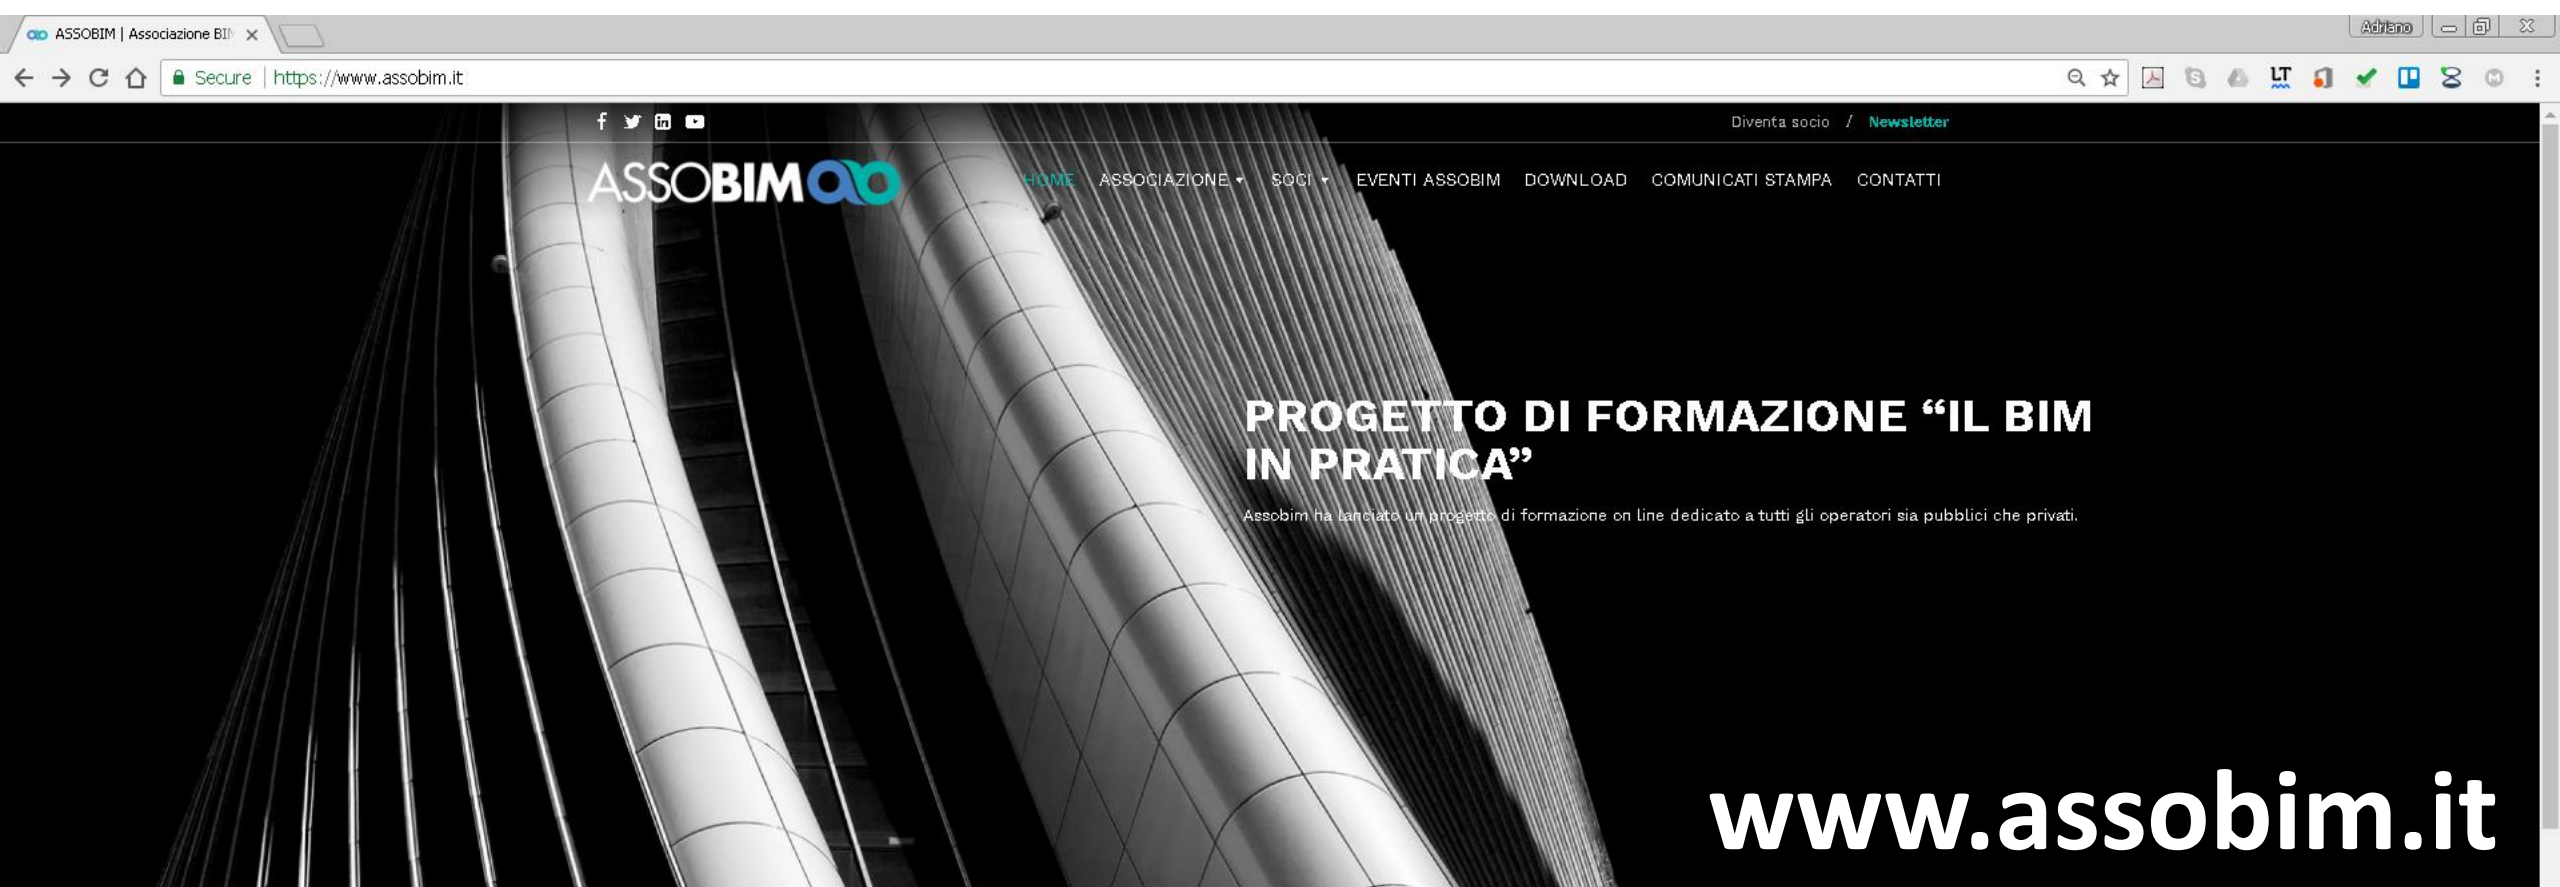 ASSOBIM | Associazione BIM
Adriano
Secure | https://www.assobim.it
Diventa socio / Newsletter
ASSOBIM
HOME ASSOCIAZIONE SOCI EVENTI ASSOBIM DOWNLOAD COMUNICATI STAMPA CONTATTI
PROGETTO DI FORMAZIONE “IL BIM
IN PRATICA”
Assobim ha lanciato un progetto di formazione on line dedicato a tutti gli operatori sia pubblici che privati.
www.assobim.it